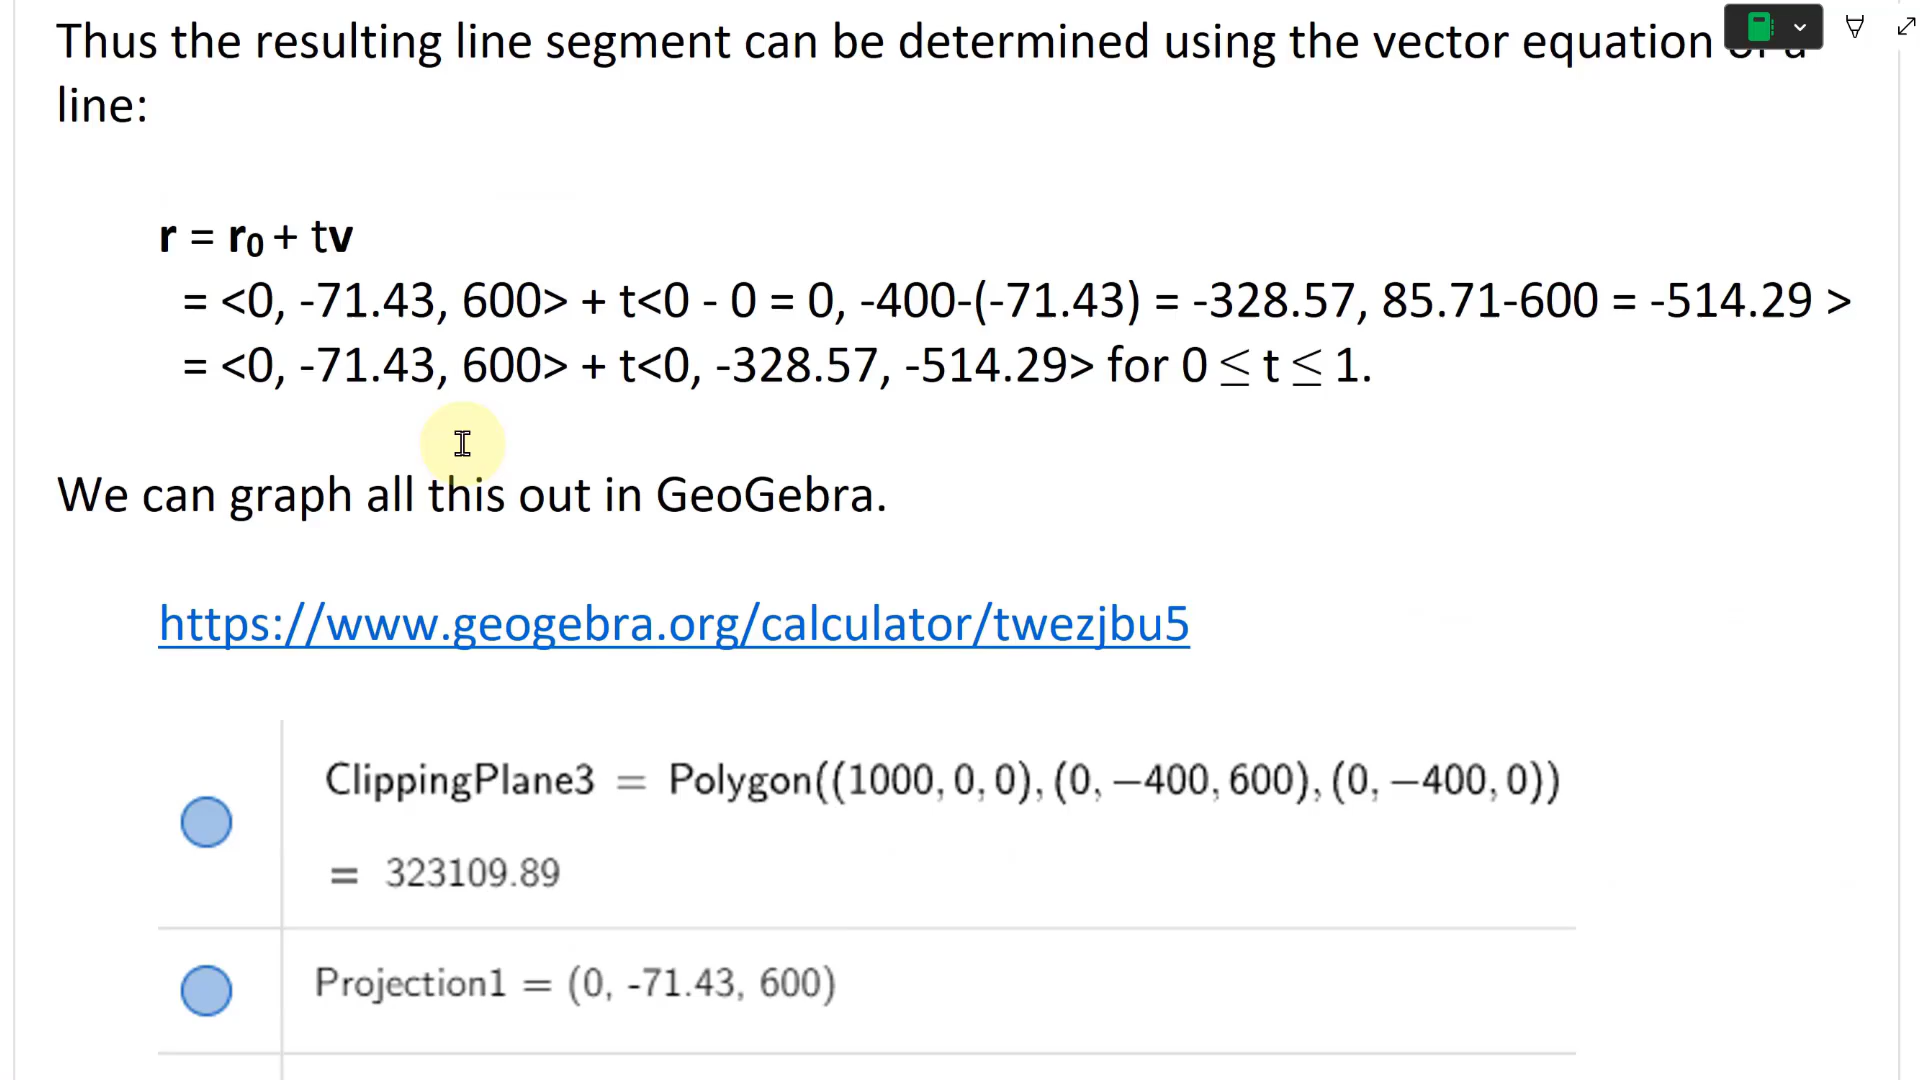 Thus the resulting line segment can be determined using the vector equation of a
line:
r = r₀ + tv
= <0, -71.43, 600> + t<0 - 0 = 0, -400-(-71.43) = -328.57, 85.71-600 = -514.29 >
= <0, -71.43, 600> + t<0, -328.57, -514.29> for 0 ≤ t ≤ 1.
We can graph all this out in GeoGebra.
https://www.geogebra.org/calculator/twezjbu5
ClippingPlane3 = Polygon((1000, 0, 0), (0, −400, 600), (0, −400, 0))
= 323109.89
Projection1 = (0, -71.43, 600)